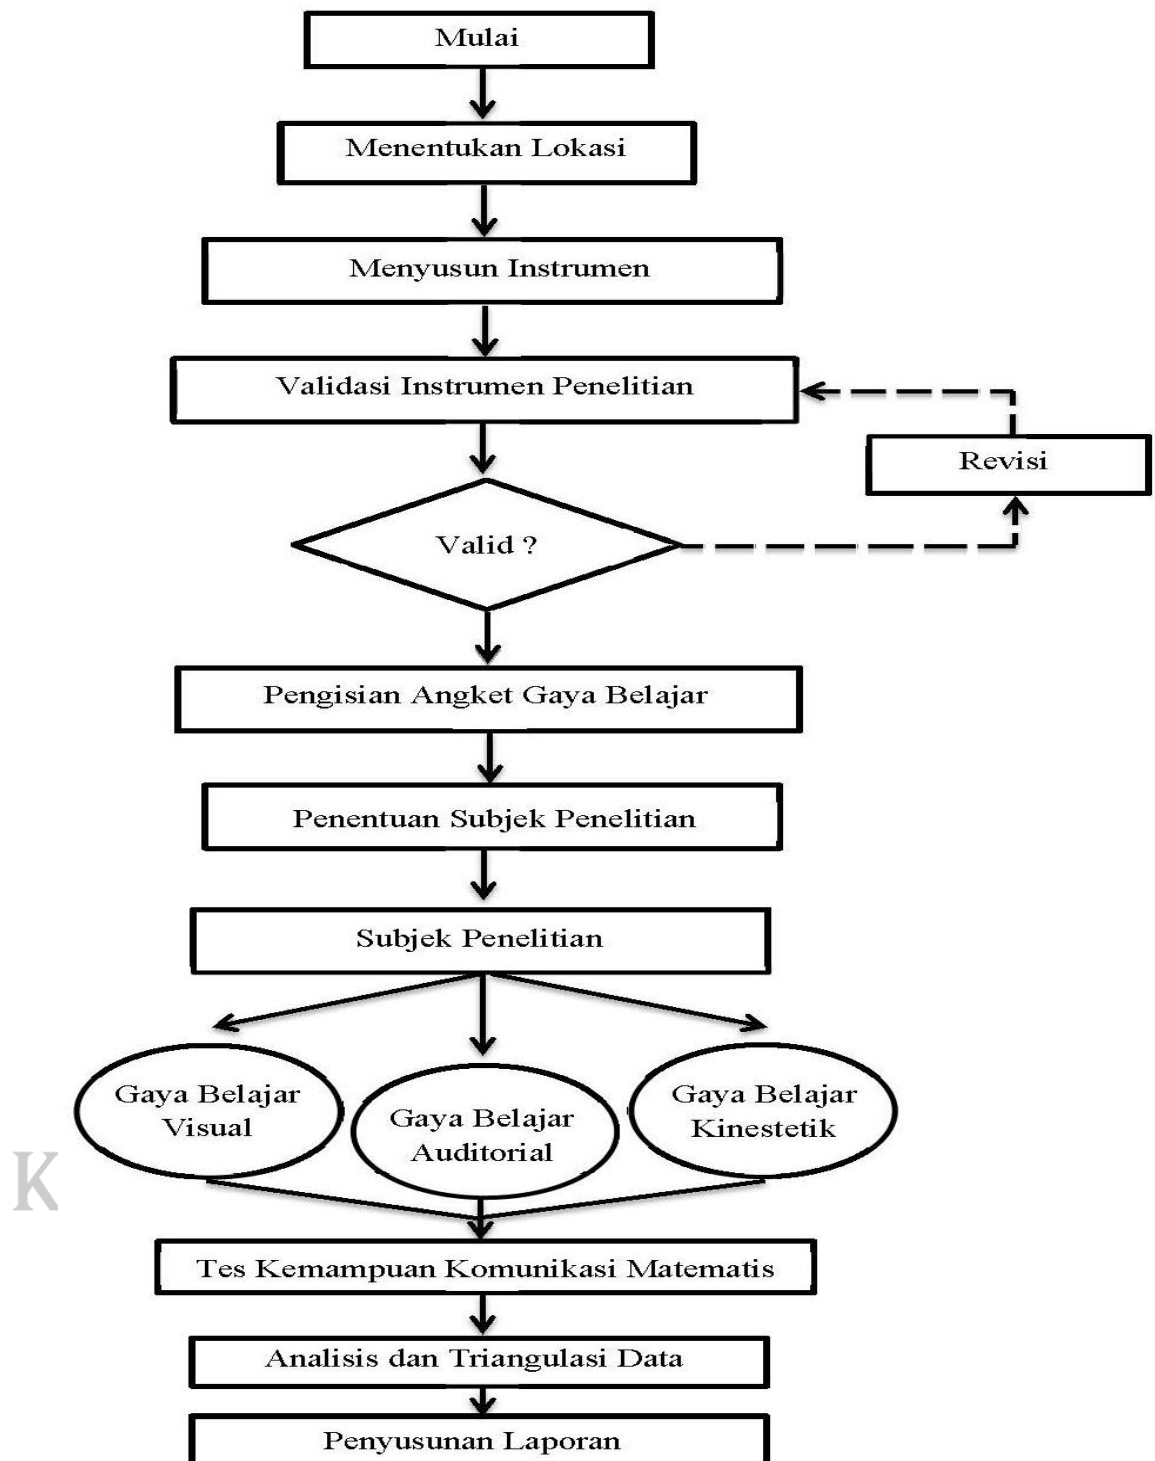 Mulai
Menentukan Lokasi
Menyusun Instrumen
Validasi Instrumen Penelitian
Revisi
Valid ?
Pengisian Angket Gaya Belajar
Penentuan Subjek Penelitian
Subjek Penelitian
Gaya Belajar
Visual
Gaya Belajar
Auditorial
Gaya Belajar
Kinestetik
K
Tes Kemampuan Komunikasi Matematis
Analisis dan Triangulasi Data
Penyusunan Laporan